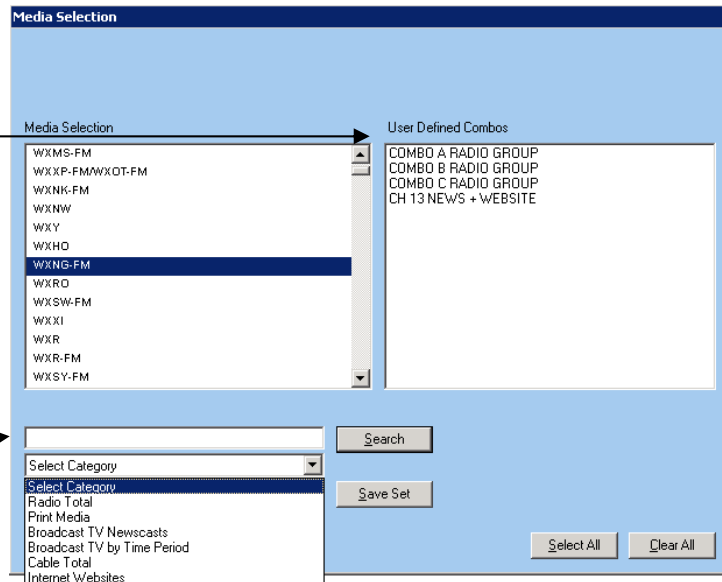 Media Selection
Media Selection
WXMS-FM
WXXP-FM/WXOT-FM
WXNK-FM
WXNW
WXY
WXHO
WXNG-FM
WXRO
WXSW-FM
WXXI
WXR
WXR-FM
WXSY-FM
User Defined Combos
COMBO A RADIO GROUP
COMBO B RADIO GROUP
COMBO C RADIO GROUP
CH 13 NEWS + WEBSITE
Search
Select Category
Select Category
Radio Total
Print Media
Broadcast TV Newscasts
Broadcast TV by Time Period
Cable Total
Internet Websites
Save Set
Select All
Clear All